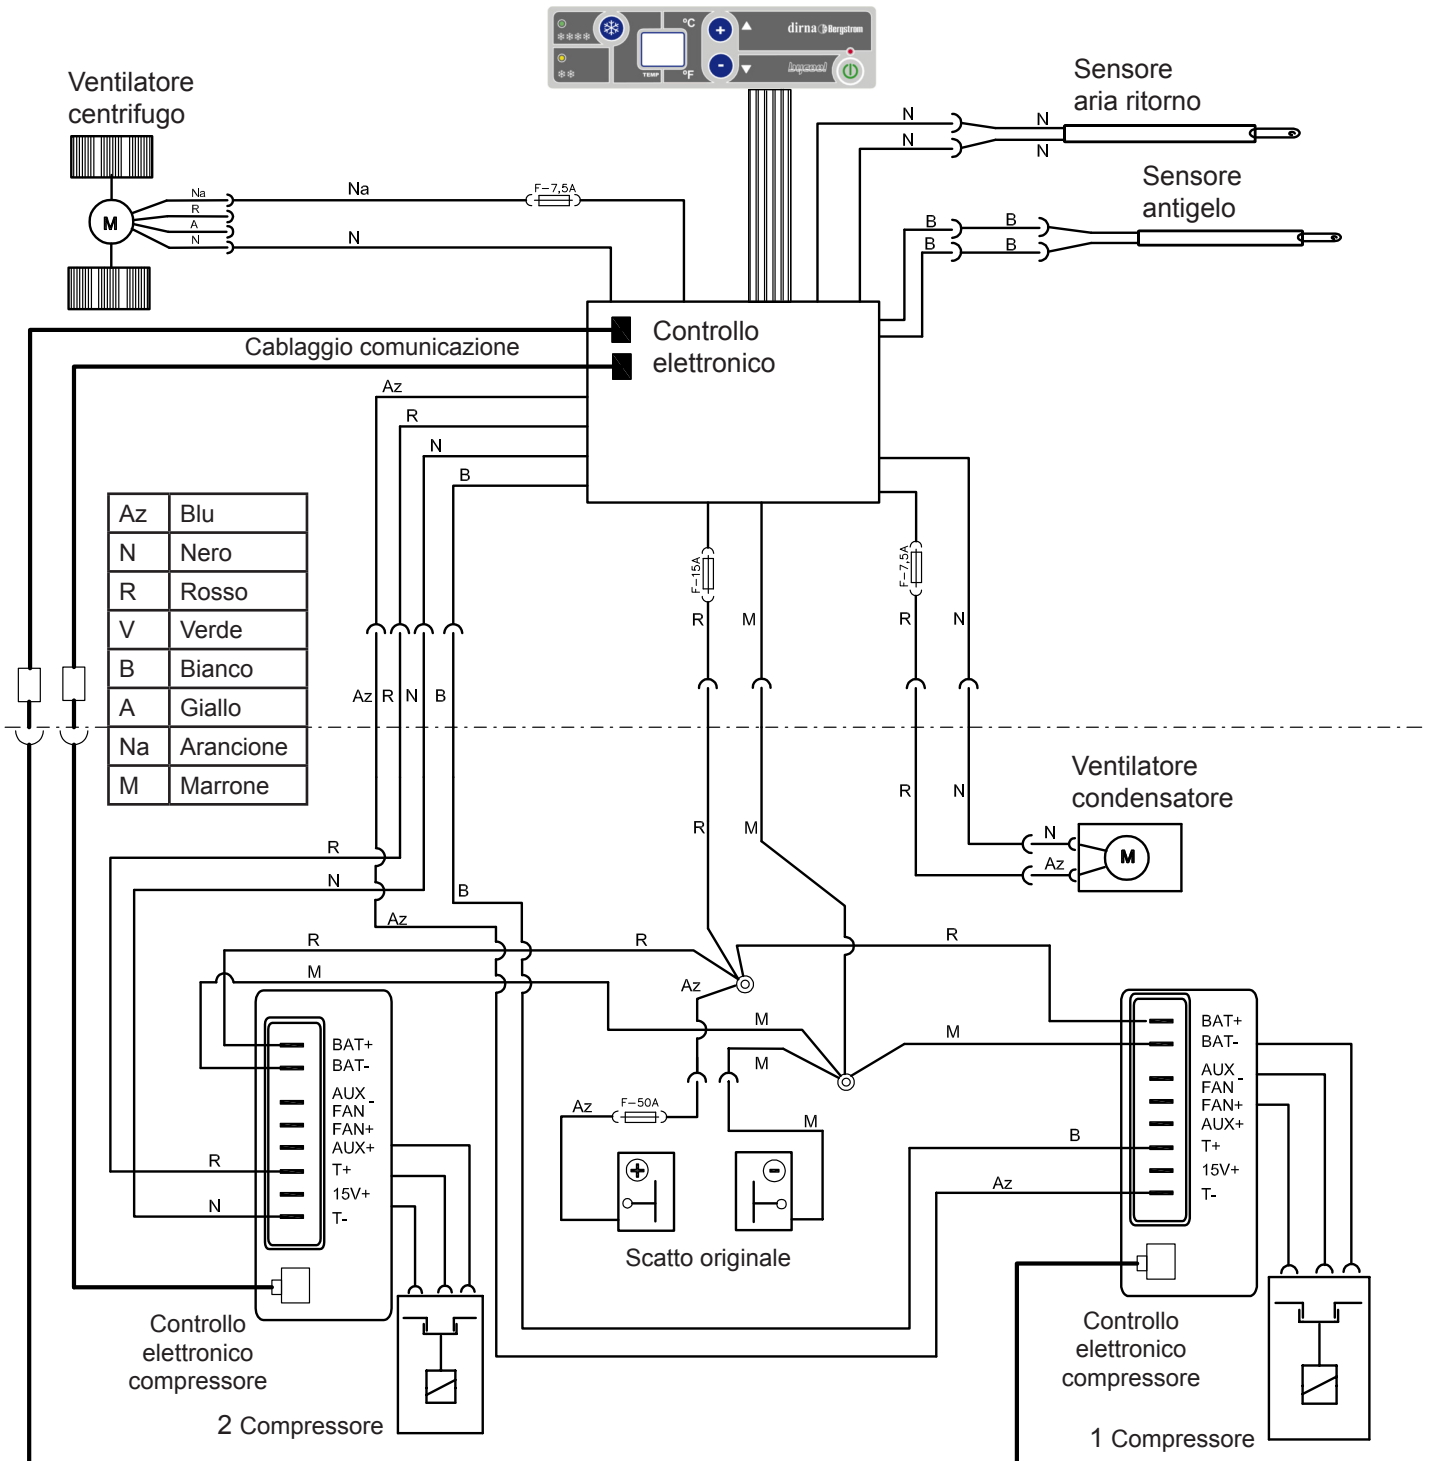 °C
dirna Bergstrom
+
-
TEMP
°F
bycool
Ventilatore
centrifugo
M
Na
R
A
N
Na
F-7,5A
N
Sensore
aria ritorno
N
N
N
N
Sensore
antigelo
B
B
B
B
Controllo
elettronico
Cablaggio comunicazione
Az
R
N
B
Az Blu
N Nero
R Rosso
V Verde
B Bianco
A Giallo
Na Arancione
M Marrone
F-15A
F-7,5A
R
M
R
N
Az
R
N
B
R
M
R
N
Ventilatore
condensatore
N
Az
M
R
N
B
Az
R
R
R
M
Az
M
M
M
BAT+
BAT-
AUX
FAN -
FAN+
AUX+
T+
15V+
T-
R
N
Az
F-50A
M
+
-
Scatto originale
B
Az
BAT+
BAT-
AUX
FAN -
FAN+
AUX+
T+
15V+
T-
Controllo
elettronico
compressore
2 Compressore
Controllo
elettronico
compressore
1 Compressore